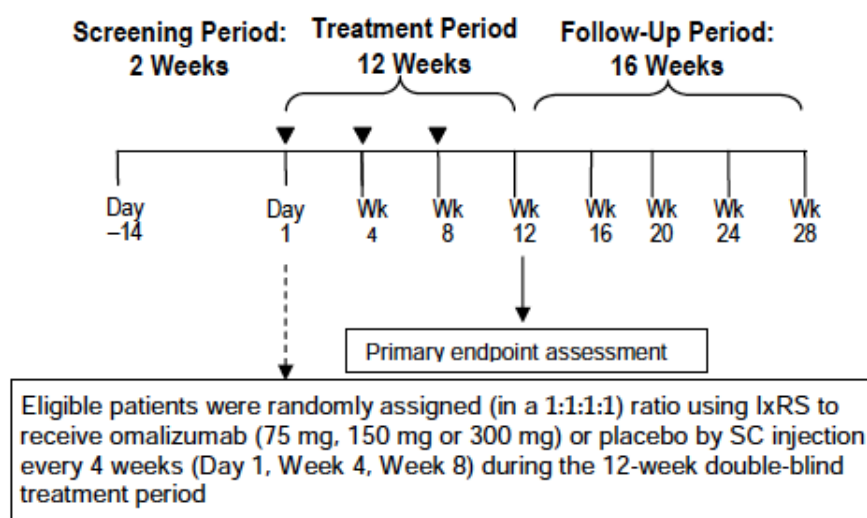 Screening Period:
2 Weeks
Treatment Period
12 Weeks
Follow-Up Period:
16 Weeks
Day
–14
Day
1
Wk
4
Wk
8
Wk
12
Wk
16
Wk
20
Wk
24
Wk
28
Primary endpoint assessment
Eligible patients were randomly assigned (in a 1:1:1:1) ratio using IxRS to
receive omalizumab (75 mg, 150 mg or 300 mg) or placebo by SC injection
every 4 weeks (Day 1, Week 4, Week 8) during the 12-week double-blind
treatment period